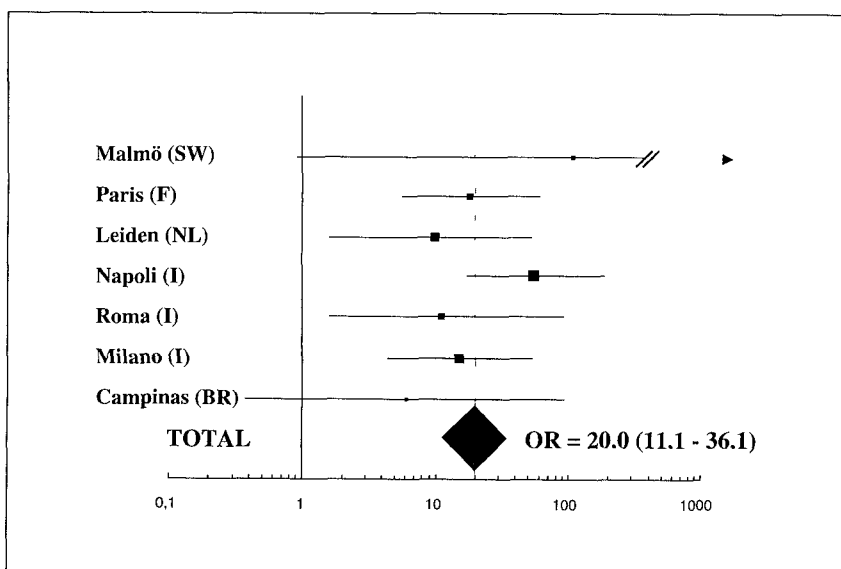 Malmö (SW)
Paris (F)
Leiden (NL)
Napoli (I)
Roma (I)
Milano (I)
Campinas (BR)
TOTAL OR = 20.0 (11.1 - 36.1)
0,1 1 10 100 1000